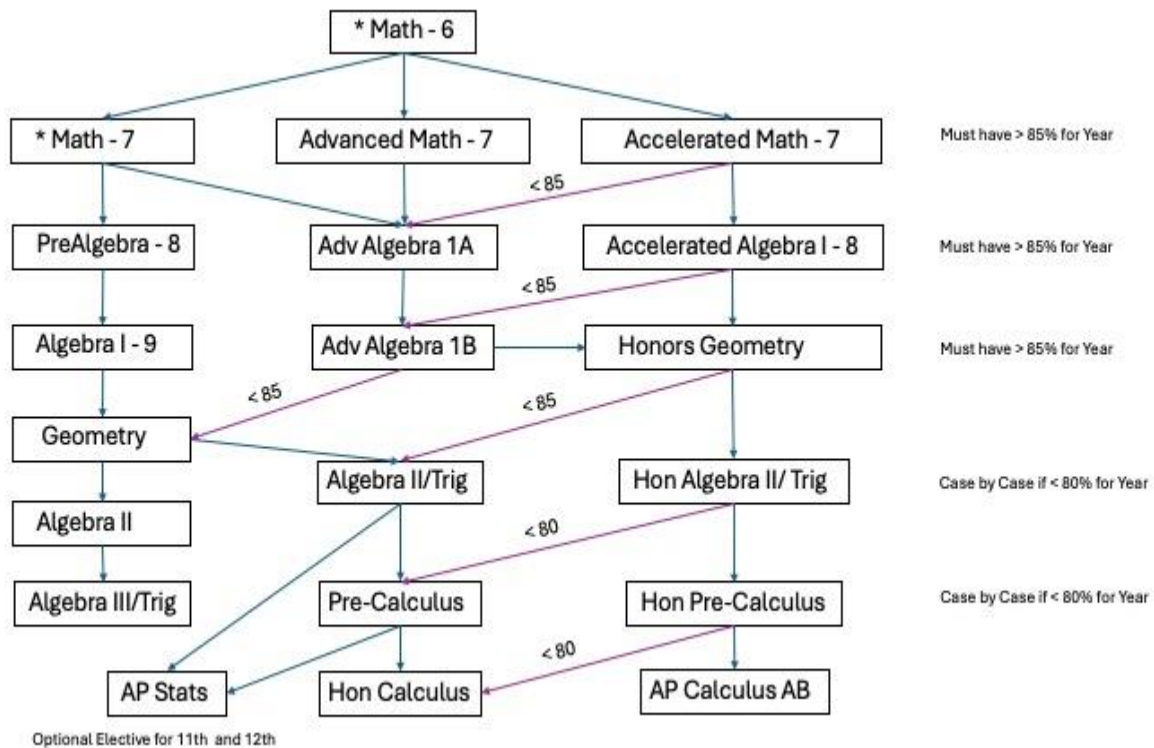 * Math - 6
* Math - 7
Advanced Math - 7
Accelerated Math - 7
Must have > 85% for Year
< 85
PreAlgebra - 8
Adv Algebra 1A
Accelerated Algebra I - 8
Must have > 85% for Year
< 85
Algebra I - 9
Adv Algebra 1B
Honors Geometry
Must have > 85% for Year
< 85
< 85
Geometry
Algebra II/Trig
Hon Algebra II/ Trig
Case by Case if < 80% for Year
Algebra II
< 80
Algebra III/Trig
Pre-Calculus
Hon Pre-Calculus
Case by Case if < 80% for Year
< 80
AP Stats
Hon Calculus
AP Calculus AB
Optional Elective for 11th and 12th